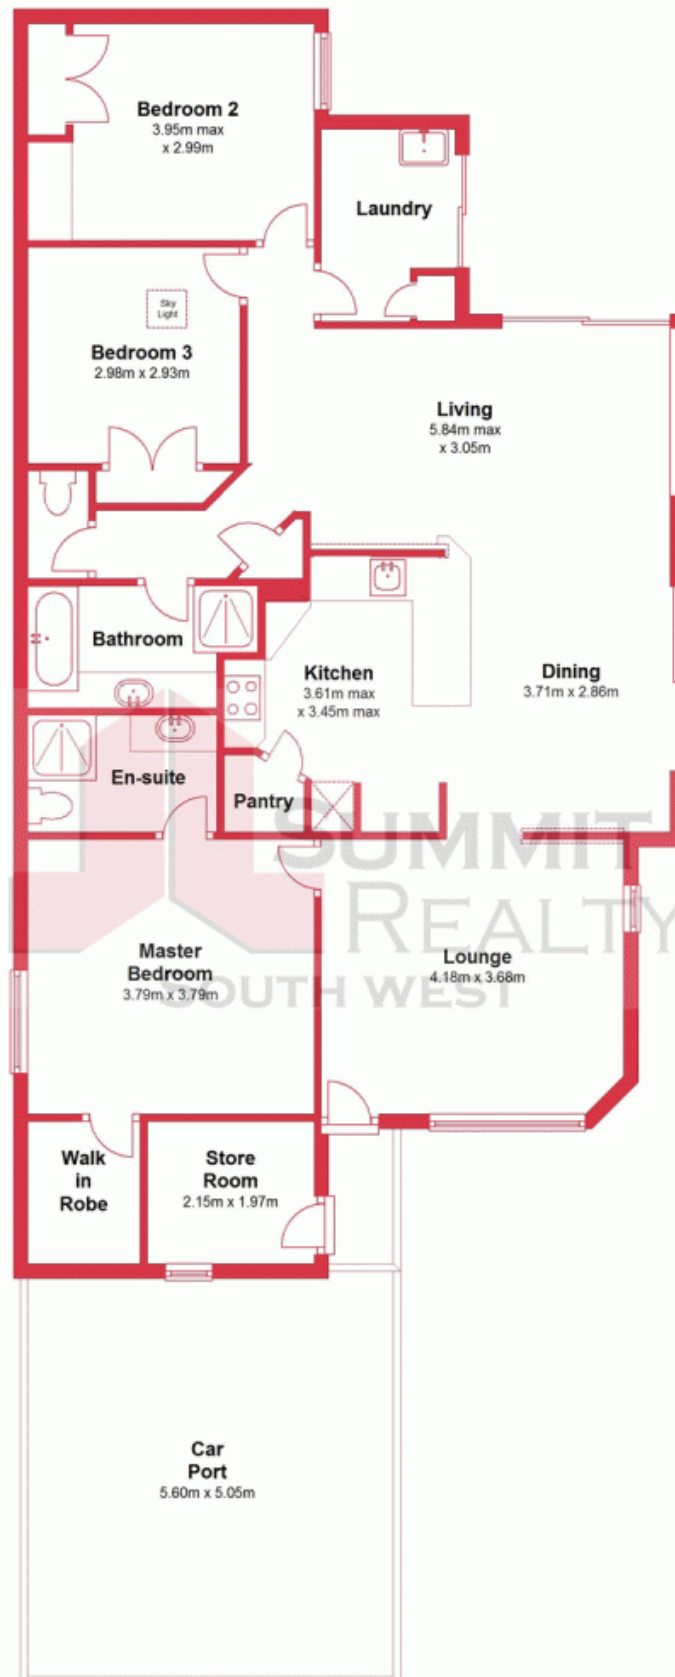 Bedroom 2
3.95m max
x 2.99m
Laundry
Sky
Light
Bedroom 3
2.98m x 2.93m
Living
5.84m max
x 3.05m
Bathroom
Kitchen
3.61m max
x 3.45m max
Dining
3.71m x 2.86m
En-suite
Pantry
SUMMIT
REALTY
SOUTH WEST
Master
Bedroom
3.79m x 3.79m
Lounge
4.18m x 3.68m
Walk
in
Robe
Store
Room
2.15m x 1.97m
Car
Port
5.60m x 5.05m